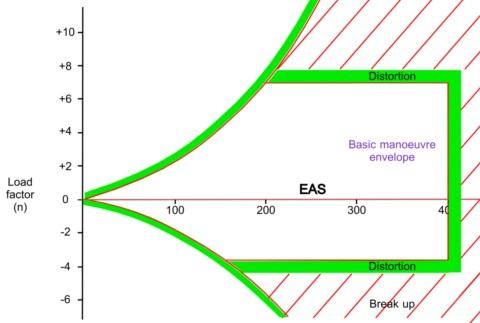 +10
+8
Distortion
+6
+4
Basic manoeuvre
envelope
+2
Load
factor
(n)
EAS
0
100
200
300
40
-2
-4
Distortion
-6
Break up